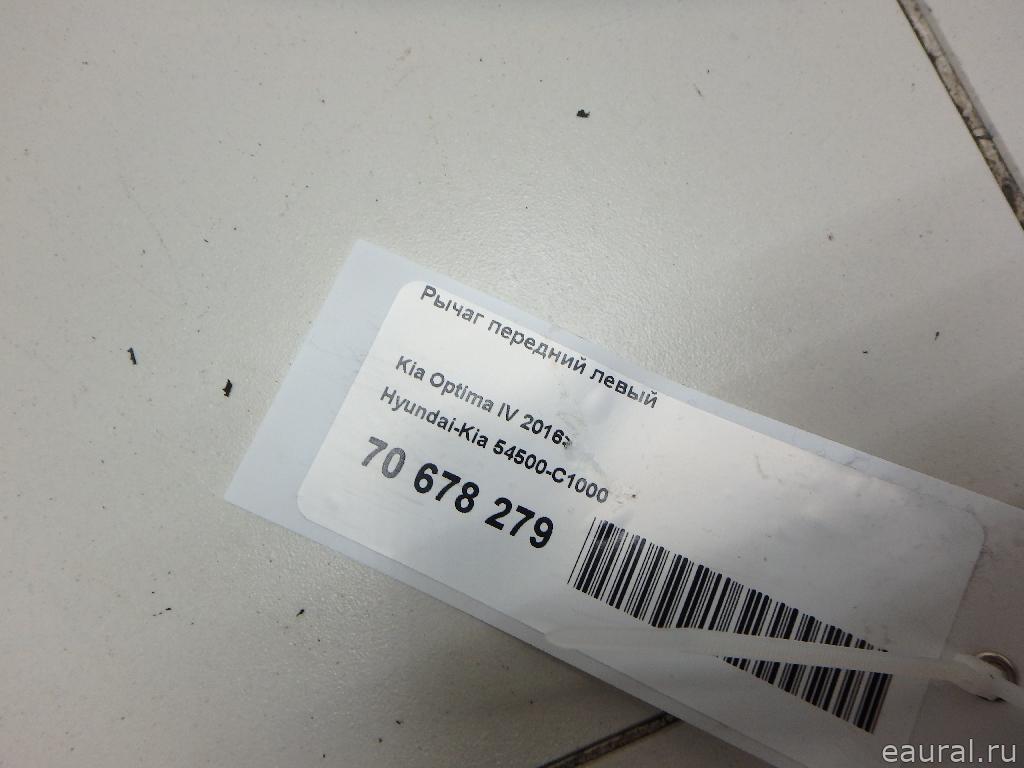 Рычаг передний левый
Kia Optima IV 2016>
Hyundai-Kia 54500-C1000
70 678 279
eaural.ru